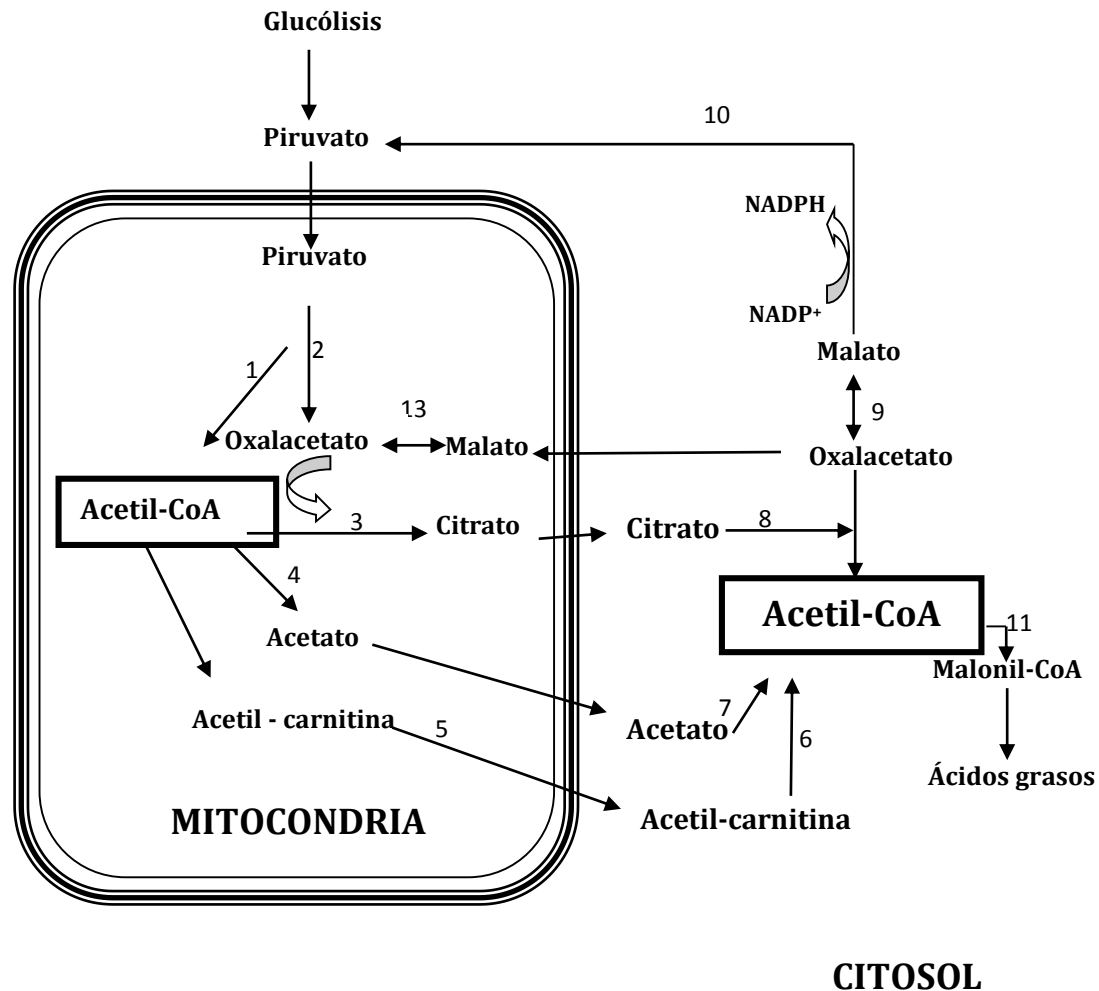 Glucólisis
10
Piruvato
NADPH
Piruvato
NADP+
Malato
1
2
9
13
Oxalacetato
Malato
Oxalacetato
Acetil-CoA
3
Citrato
Citrato
8
4
Acetil-CoA
11
Acetato
Malonil-CoA
Acetil - carnitina
5
7
Acetato
6
Ácidos grasos
MITOCONDRIA
Acetil-carnitina
CITOSOL